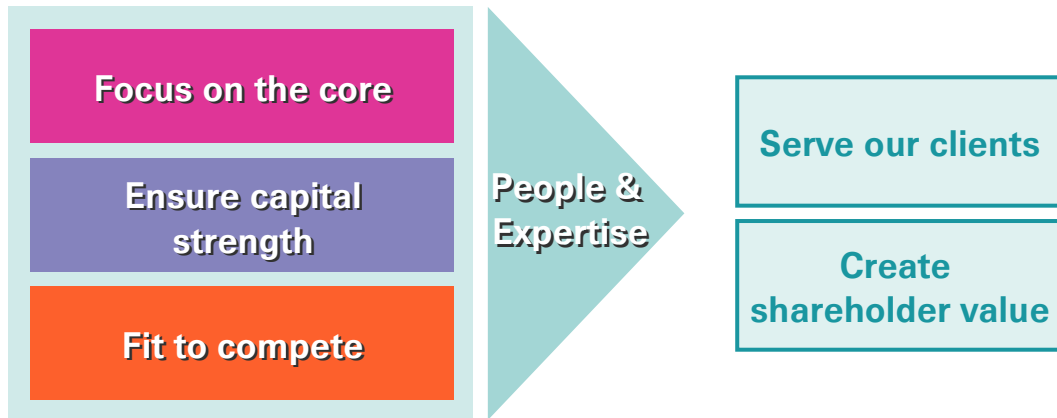 Focus on the core
Ensure capital
strength
Fit to compete
People &
Expertise
Serve our clients
Create
shareholder value